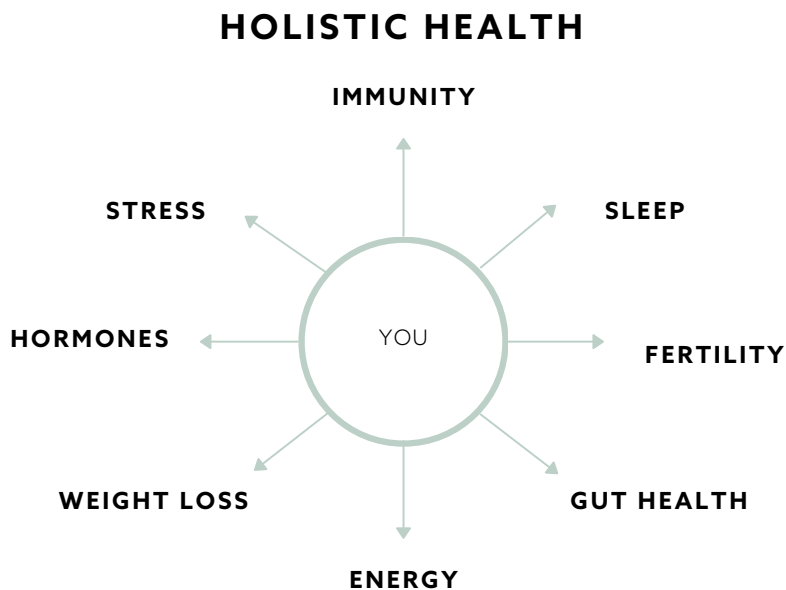 HOLISTIC HEALTH
IMMUNITY
STRESS
SLEEP
HORMONES
YOU
FERTILITY
WEIGHT LOSS
GUT HEALTH
ENERGY